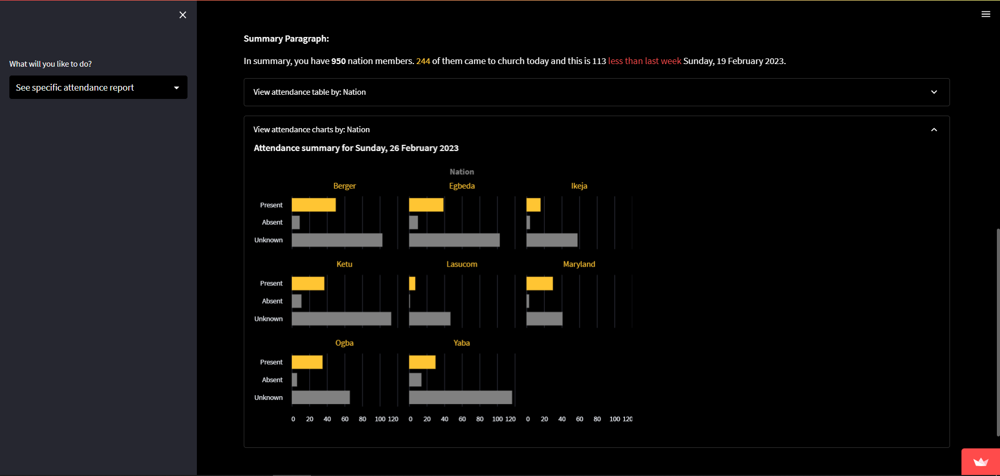 What will you like to do?
See specific attendance report
Summary Paragraph:
In summary, you have 950 nation members. 244 of them came to church today and this is 113 less than last week Sunday, 19 February 2023.
View attendance table by: Nation
View attendance charts by: Nation
Attendance summary for Sunday, 26 February 2023
Nation
Berger Egbeda Ikeja
Present
Absent
Unknown
Ketu Lasucom Maryland
Present
Absent
Unknown
Ogba Yaba
Present
Absent
Unknown
0 20 40 60 80 100 120 0 20 40 60 80 100 120 0 20 40 60 80 100 120